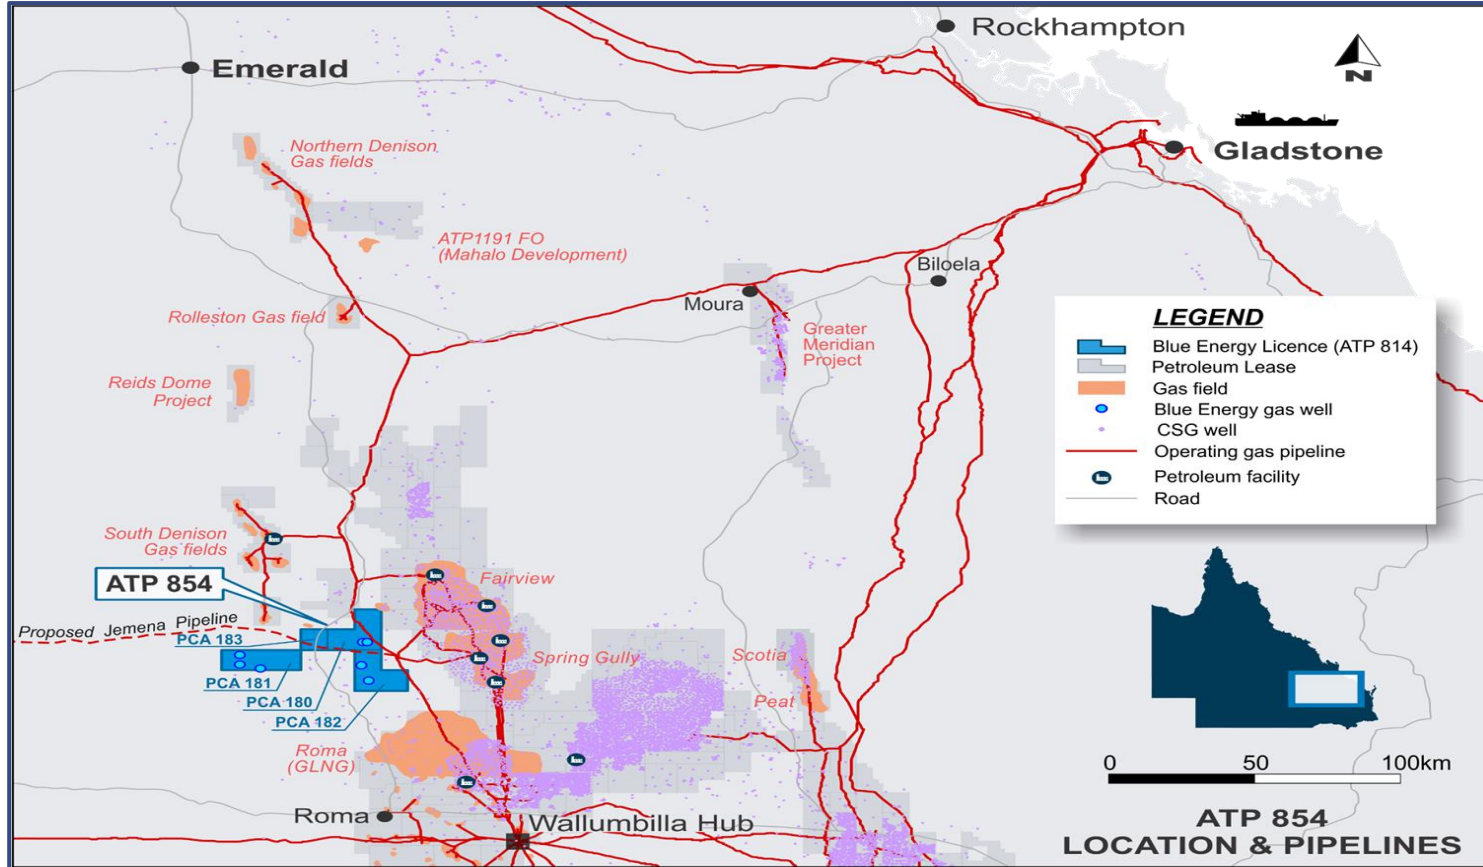 Rockhampton
Emerald
N
Gladstone
Northern Denison
Gas fields
ATP1191 FO
(Mahalo Development)
Biloela
Moura
Rolleston Gas field
Greater
Meridian
Project
Reids Dome
Project
LEGEND
Blue Energy Licence (ATP 814)
Petroleum Lease
Gas field
Blue Energy gas well
CSG well
Operating gas pipeline
Petroleum facility
Road
South Denison
Gas fields
ATP 854
Fairview
Proposed Jemena Pipeline
PCA 183
PCA 181
PCA 180
PCA 182
Spring Gully
Scotia
Peat
Roma
(GLNG)
Roma
Wallumbilla Hub
0 50 100km
ATP 854
LOCATION & PIPELINES